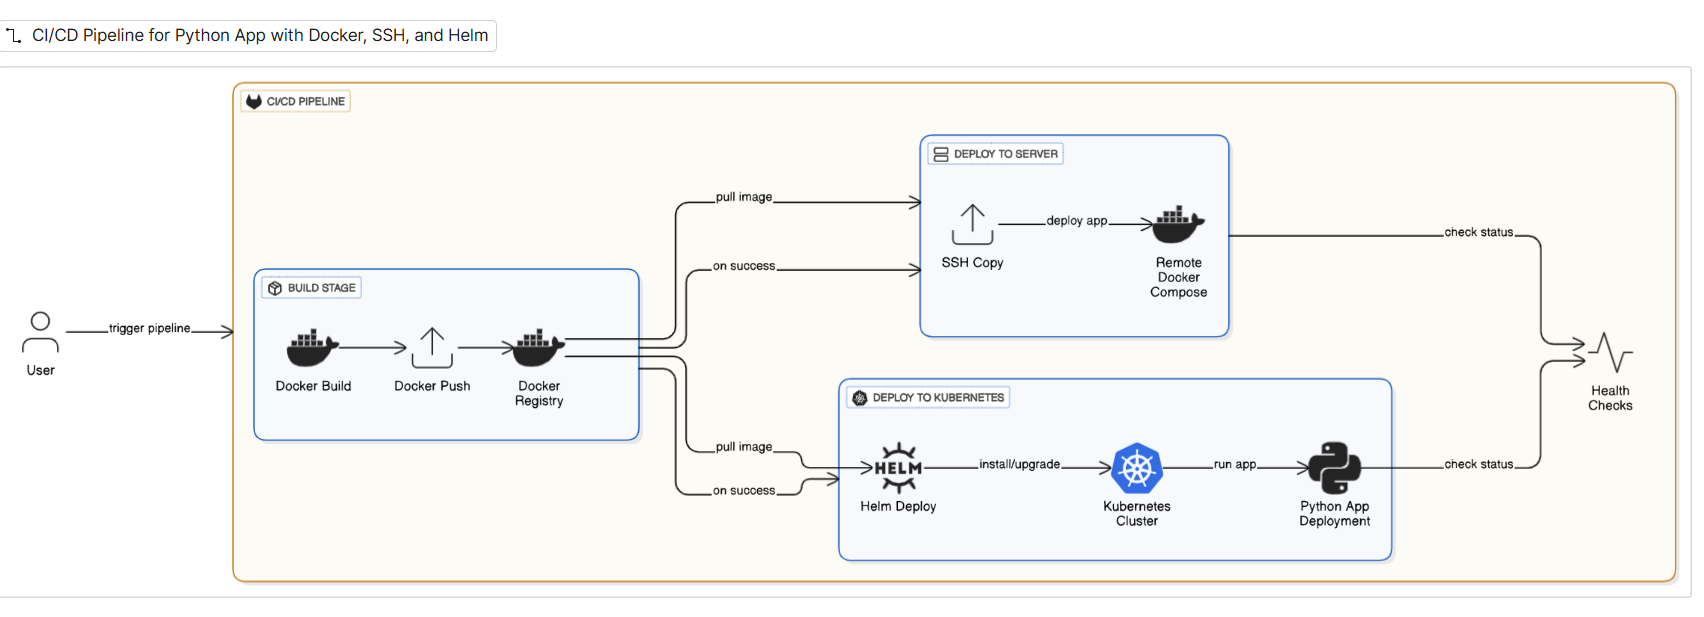 CI/CD Pipeline for Python App with Docker, SSH, and Helm
CI/CD PIPELINE
DEPLOY TO SERVER
pull image
deploy app
check status
SSH Copy
Remote
Docker
Compose
on success
BUILD STAGE
trigger pipeline
User
Docker Build
Docker Push
Docker
Registry
Health
Checks
DEPLOY TO KUBERNETES
pull image
HELM
install/upgrade
run app
check status
on success
Helm Deploy
Kubernetes
Cluster
Python App
Deployment